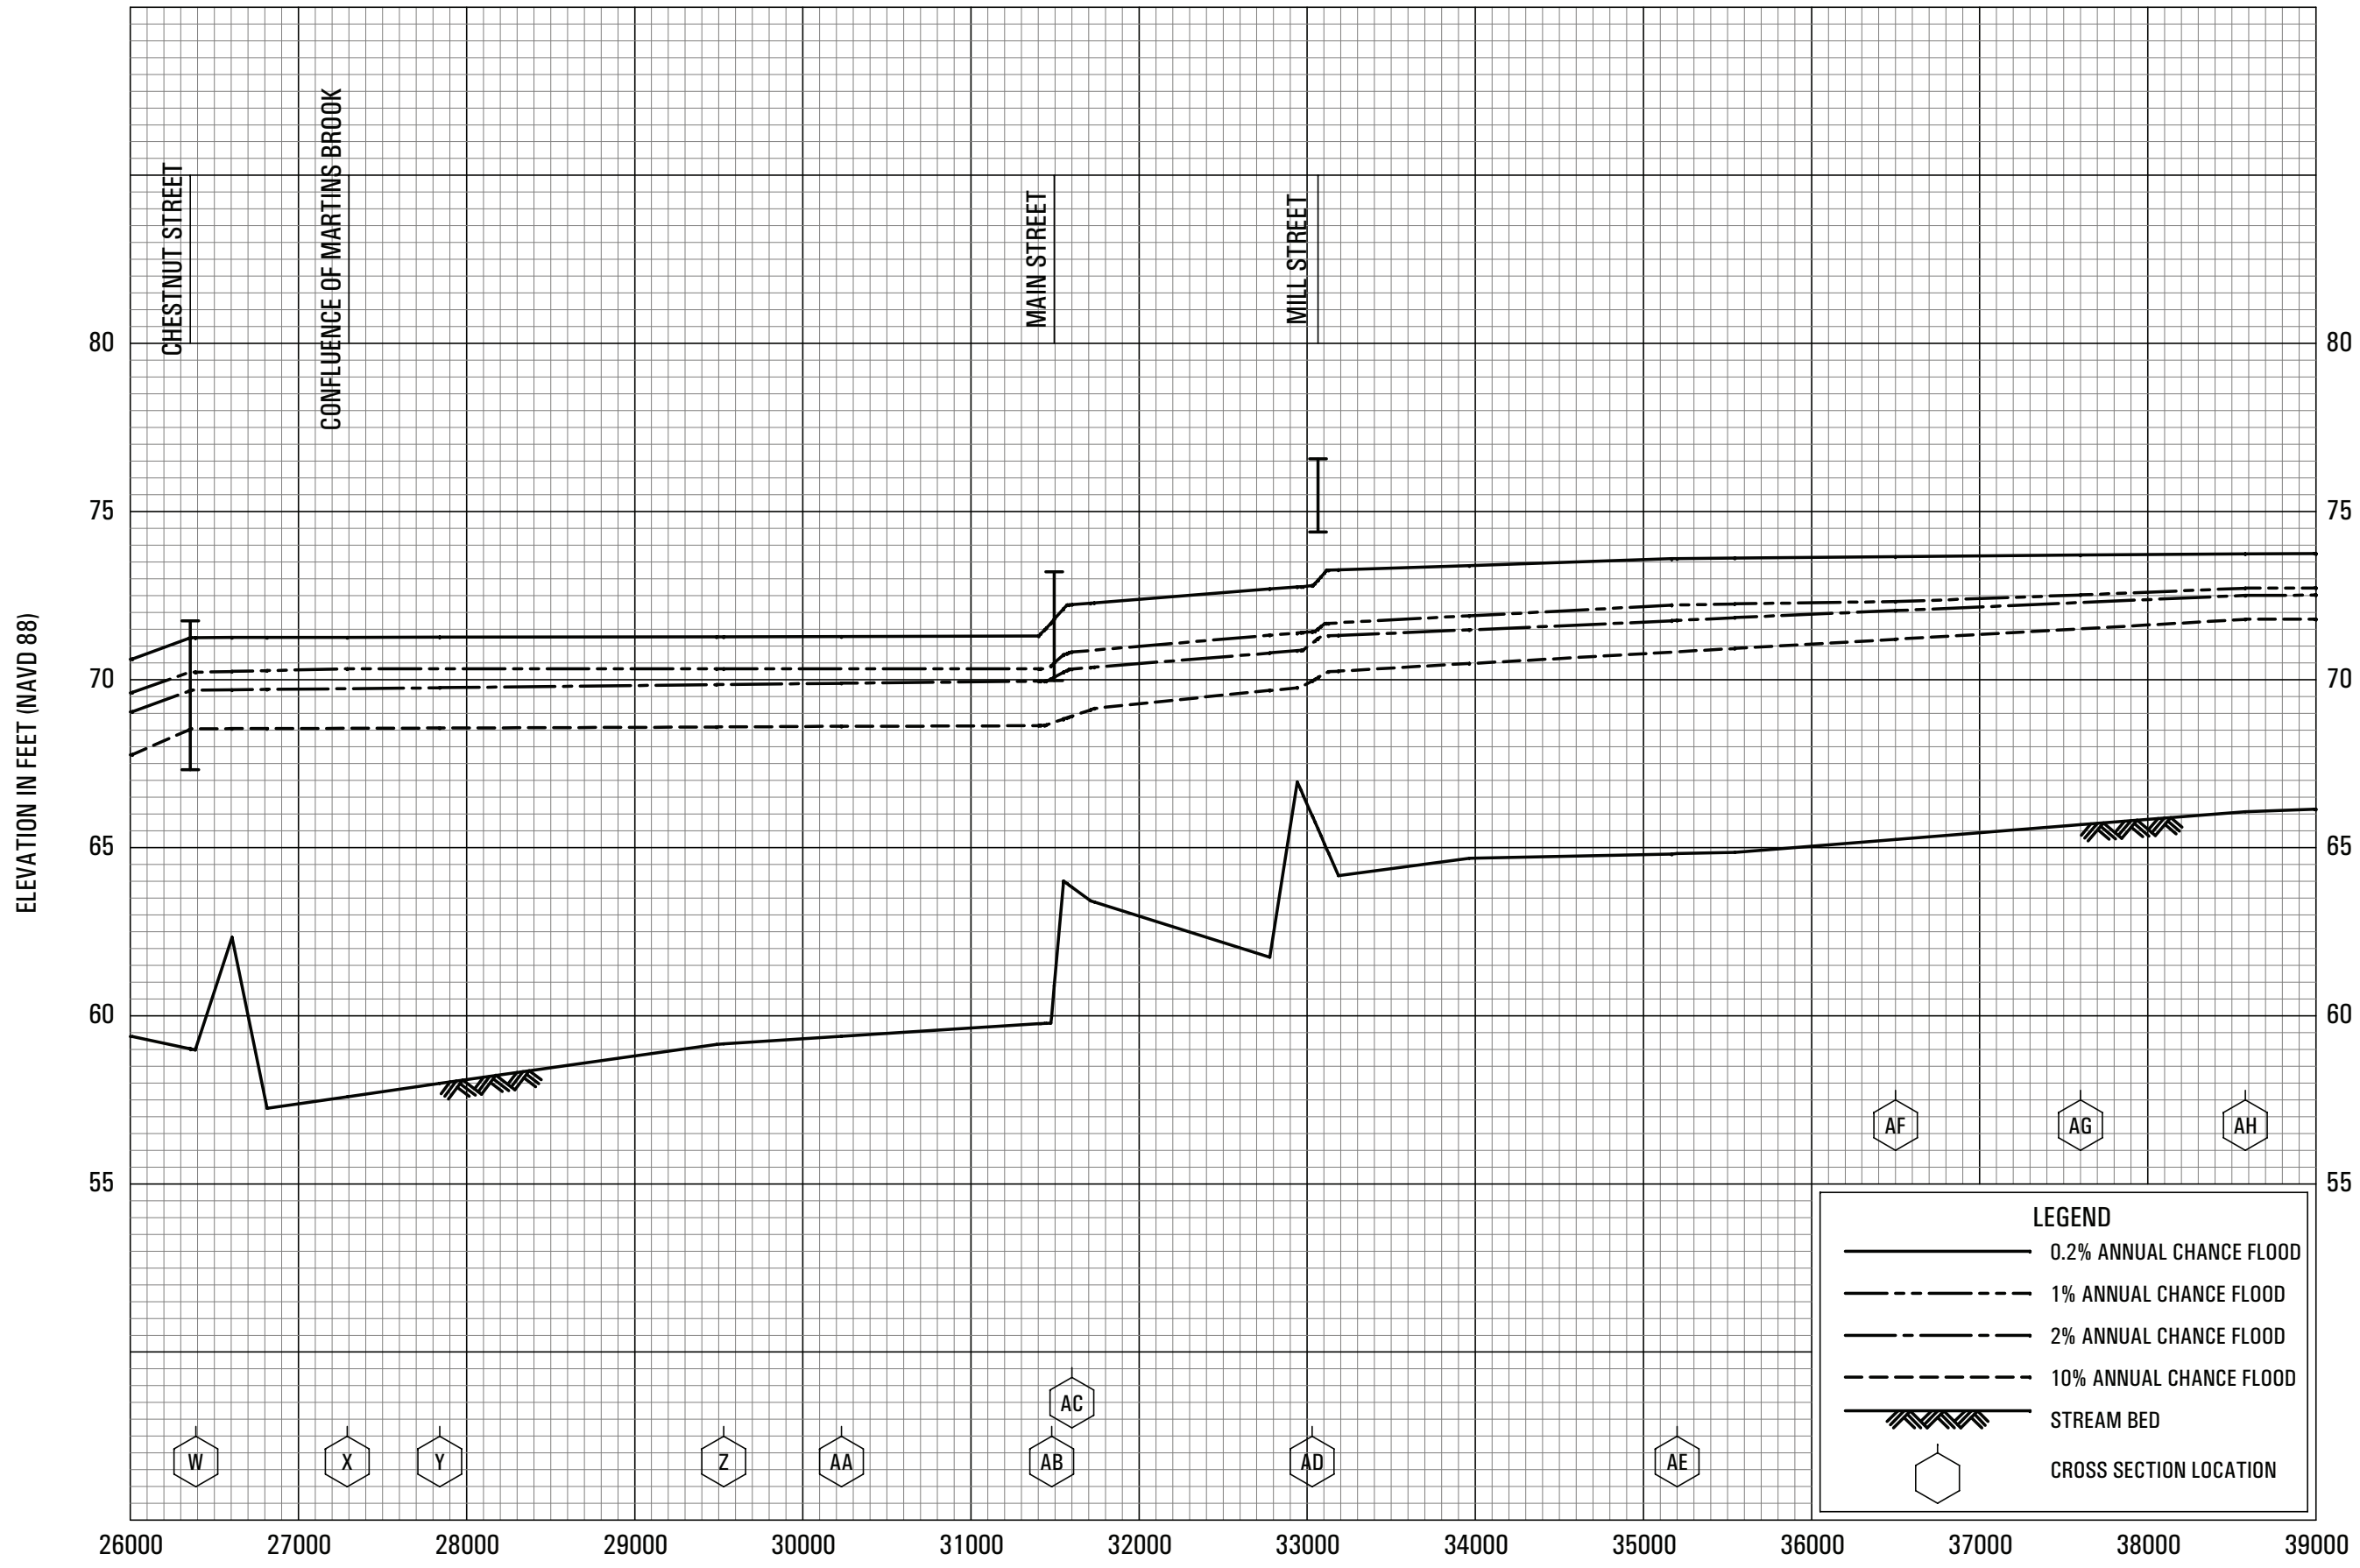 CHESTNUT STREET
CONFLUENCE OF MARTINS BROOK
MAIN STREET
MILL STREET
ELEVATION IN FEET (NAVD 88)
80
80
75
75
70
70
65
65
60
60
55
55
AF
AG
AH
AC
W
X
Y
Z
AA
AB
AD
AE
LEGEND
0.2% ANNUAL CHANCE FLOOD
1% ANNUAL CHANCE FLOOD
2% ANNUAL CHANCE FLOOD
10% ANNUAL CHANCE FLOOD
STREAM BED
CROSS SECTION LOCATION
26000 27000 28000 29000 30000 31000 32000 33000 34000 35000 36000 37000 38000 39000